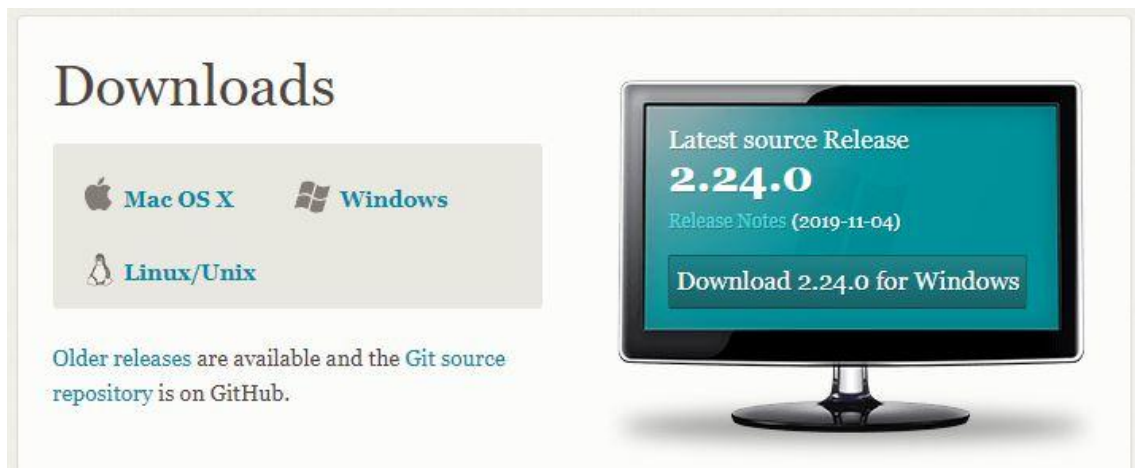 Downloads
Mac OS X
Windows
Linux/Unix
Older releases are available and the Git source
repository is on GitHub.
Latest source Release
2.24.0
Release Notes (2019-11-04)
Download 2.24.0 for Windows